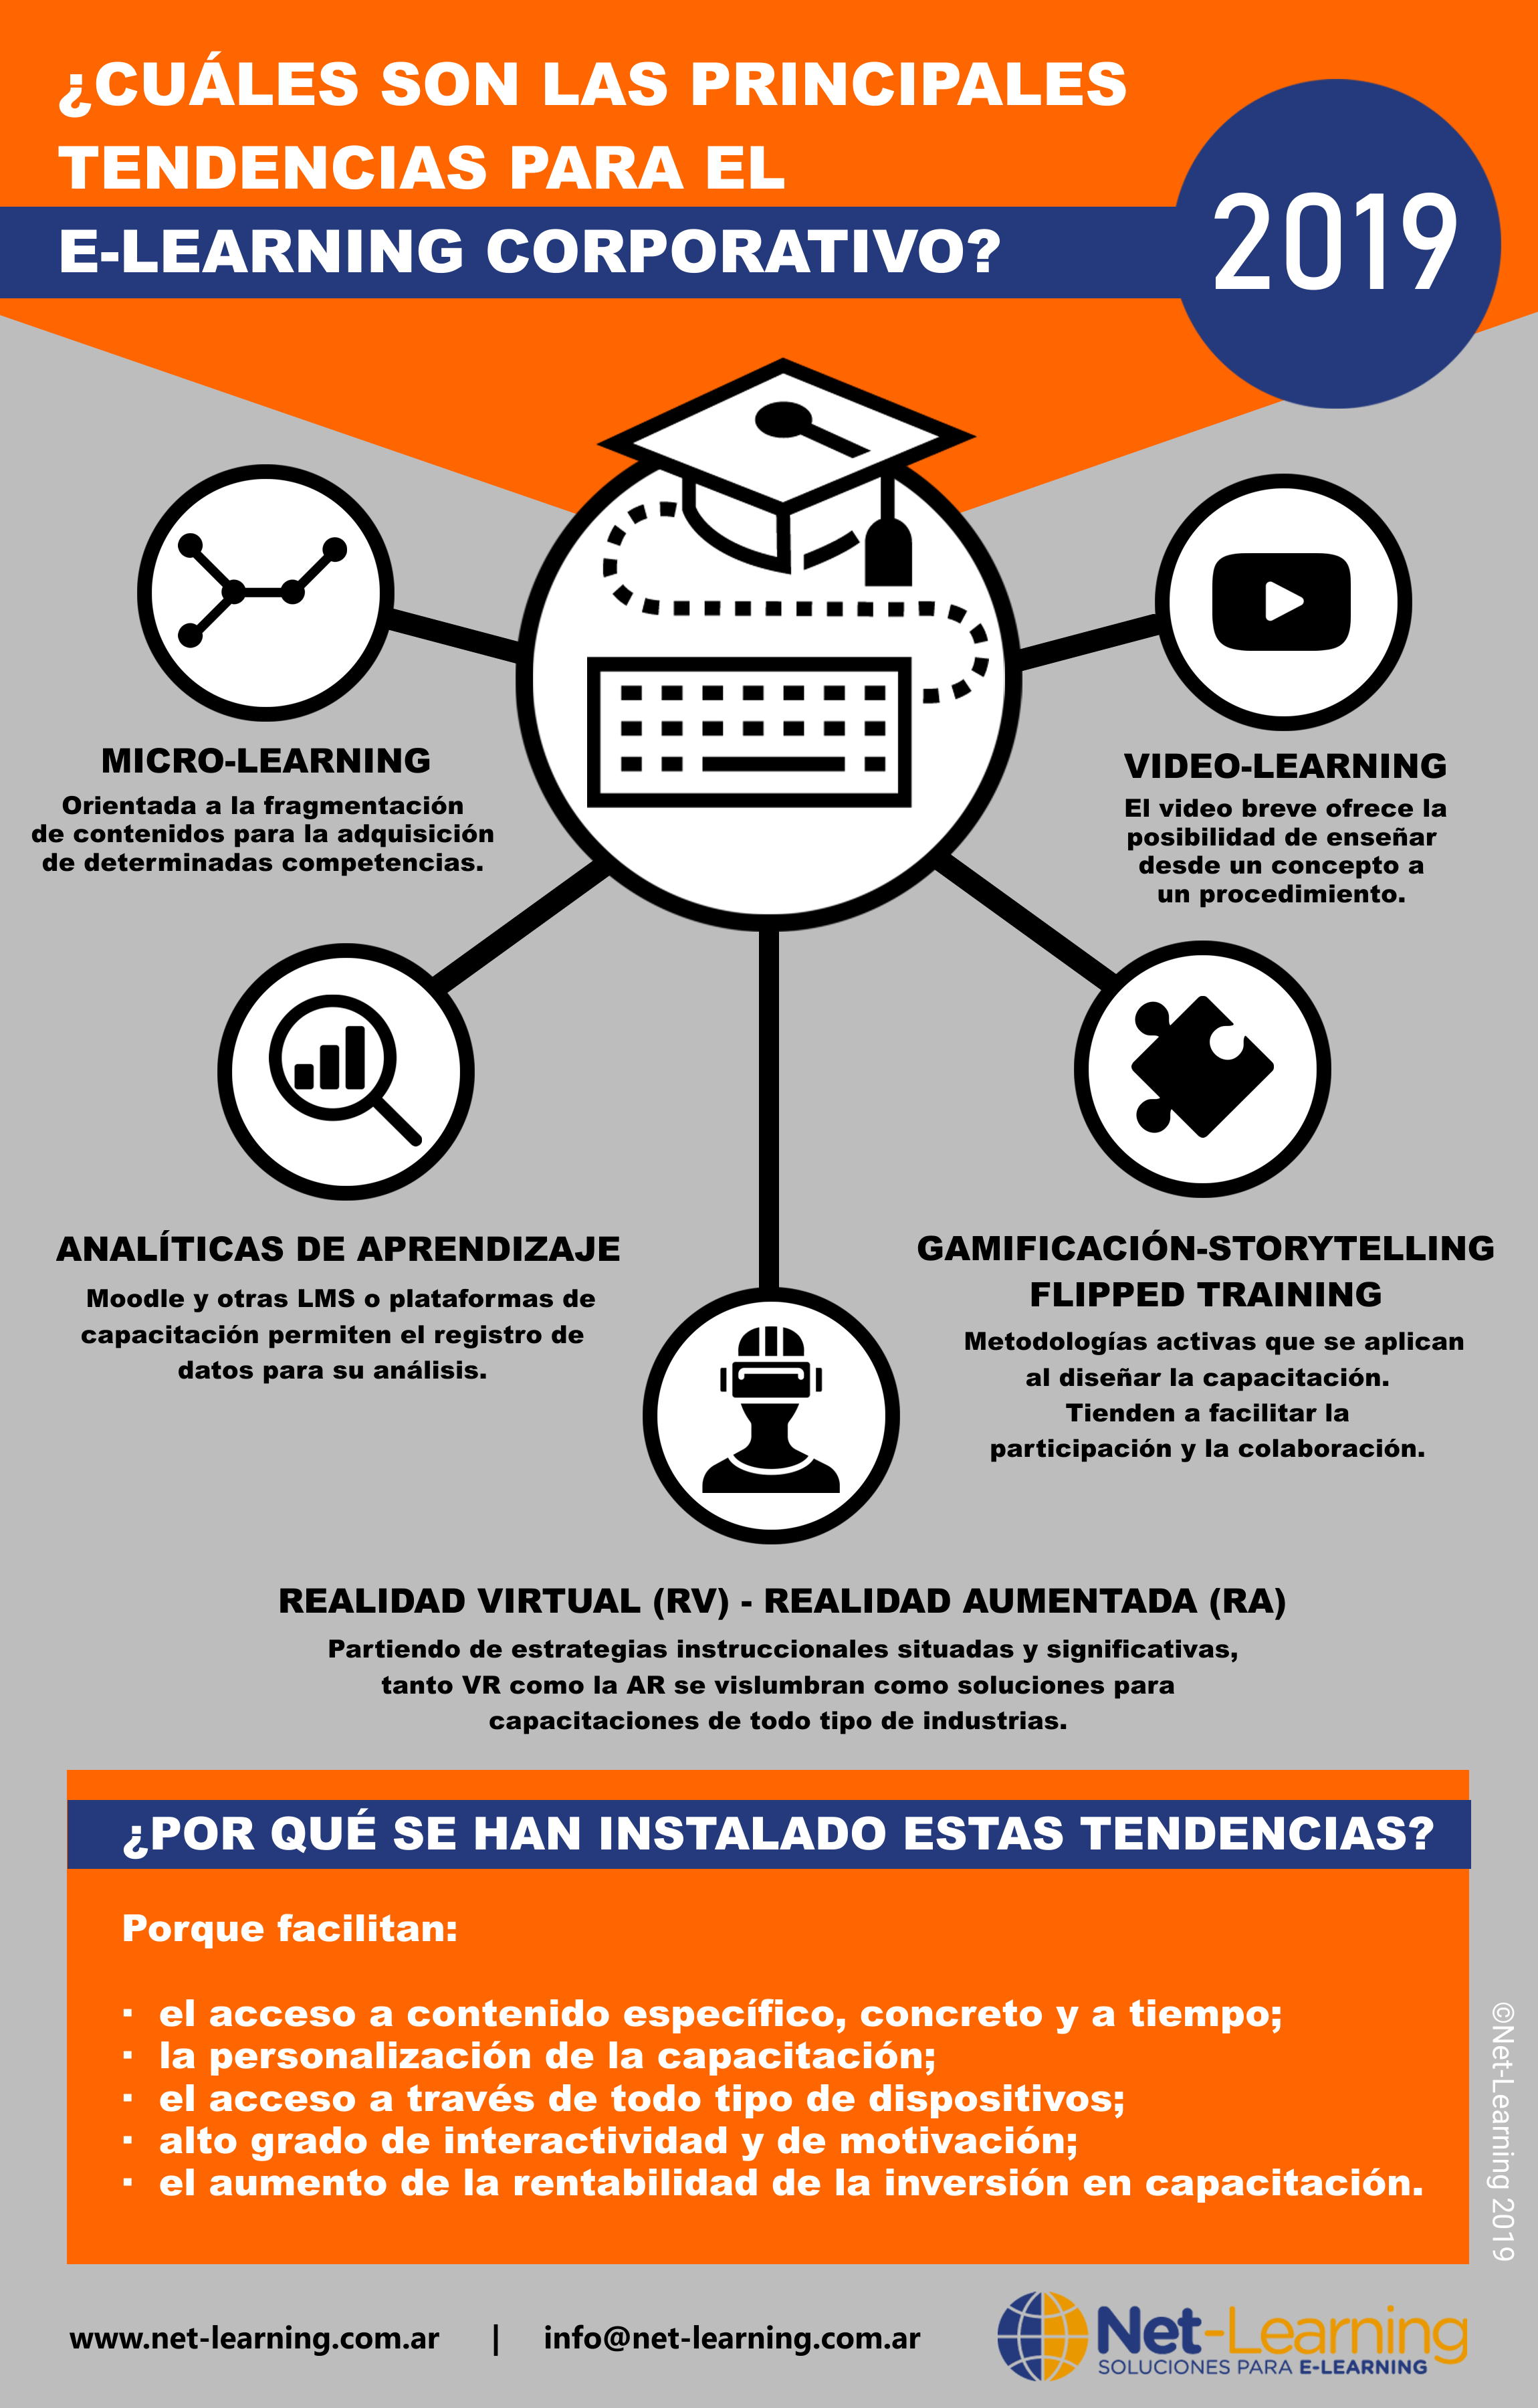 ¿CUÁLES SON LAS PRINCIPALES
TENDENCIAS PARA EL
E-LEARNING CORPORATIVO?
2019
MICRO-LEARNING
Orientada a la fragmentación
de contenidos para la adquisición
de determinadas competencias.
VIDEO-LEARNING
El video breve ofrece la
posibilidad de enseñar
desde un concepto a
un procedimiento.
ANALÍTICAS DE APRENDIZAJE
Moodle y otras LMS o plataformas de
capacitación permiten el registro de
datos para su análisis.
GAMIFICACIÓN-STORYTELLING
FLIPPED TRAINING
Metodologías activas que se aplican
al diseñar la capacitación.
Tienden a facilitar la
participación y la colaboración.
REALIDAD VIRTUAL (RV) - REALIDAD AUMENTADA (RA)
Partiendo de estrategias instruccionales situadas y significativas,
tanto VR como la AR se vislumbran como soluciones para
capacitaciones de todo tipo de industrias.
¿POR QUÉ SE HAN INSTALADO ESTAS TENDENCIAS?
Porque facilitan:
· el acceso a contenido específico, concreto y a tiempo;
· la personalización de la capacitación;
· el acceso a través de todo tipo de dispositivos;
· alto grado de interactividad y de motivación;
· el aumento de la rentabilidad de la inversión en capacitación.
©Net-Learning 2019
www.net-learning.com.ar | info@net-learning.com.ar
Net-Learning
SOLUCIONES PARA E-LEARNING